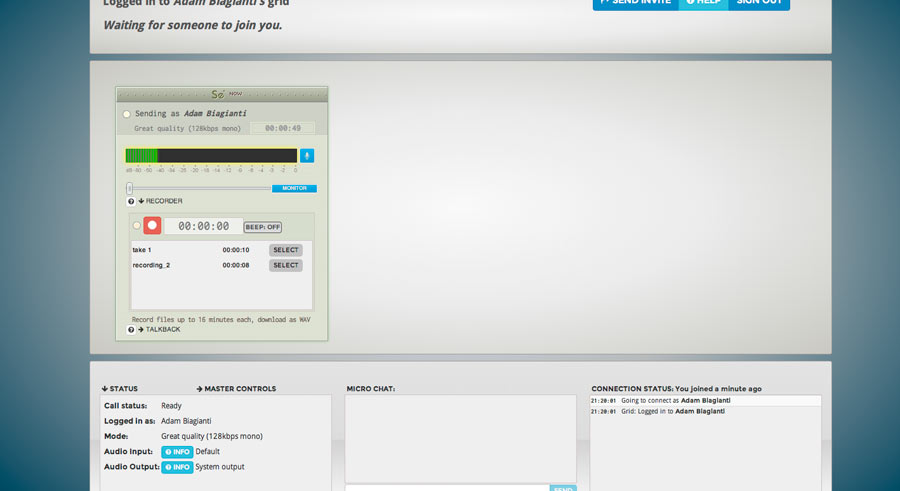 Logged in to Adam Biagianti's grid
Waiting for someone to join you.
SEND INVITE HELP SIGN OUT
NOW
Sending as Adam Biagianti
Great quality (128kbps mono) 00:00:49
dB -60 -50 -40 -34 -28 -22 -18 -14 -12 -9 -6 -4 -2 0
MONITOR
RECORDER
00:00:00 BEEP: OFF
take 1 00:00:10 SELECT
recording_2 00:00:08 SELECT
Record files up to 16 minutes each, download as WAV
TALKBACK
STATUS MASTER CONTROLS
Call status: Ready
Logged in as: Adam Biagianti
Mode: Great quality (128kbps mono)
Audio Input: INFO Default
Audio Output: INFO System output
MICRO CHAT:
SEND
CONNECTION STATUS: You joined a minute ago
21:20:01 Going to connect as Adam Biagianti
21:20:01 Grid: Logged in to Adam Biagianti